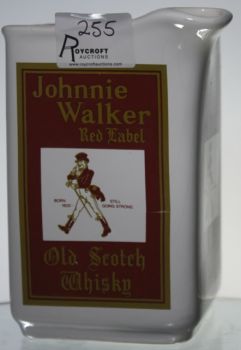 255
ROYCROFT
AUCTIONS
www.roycroftauctions.com
Johnnie
Walker
Red Label
BORN
1820
STILL
GOING STRONG
Old Scotch
Whisky